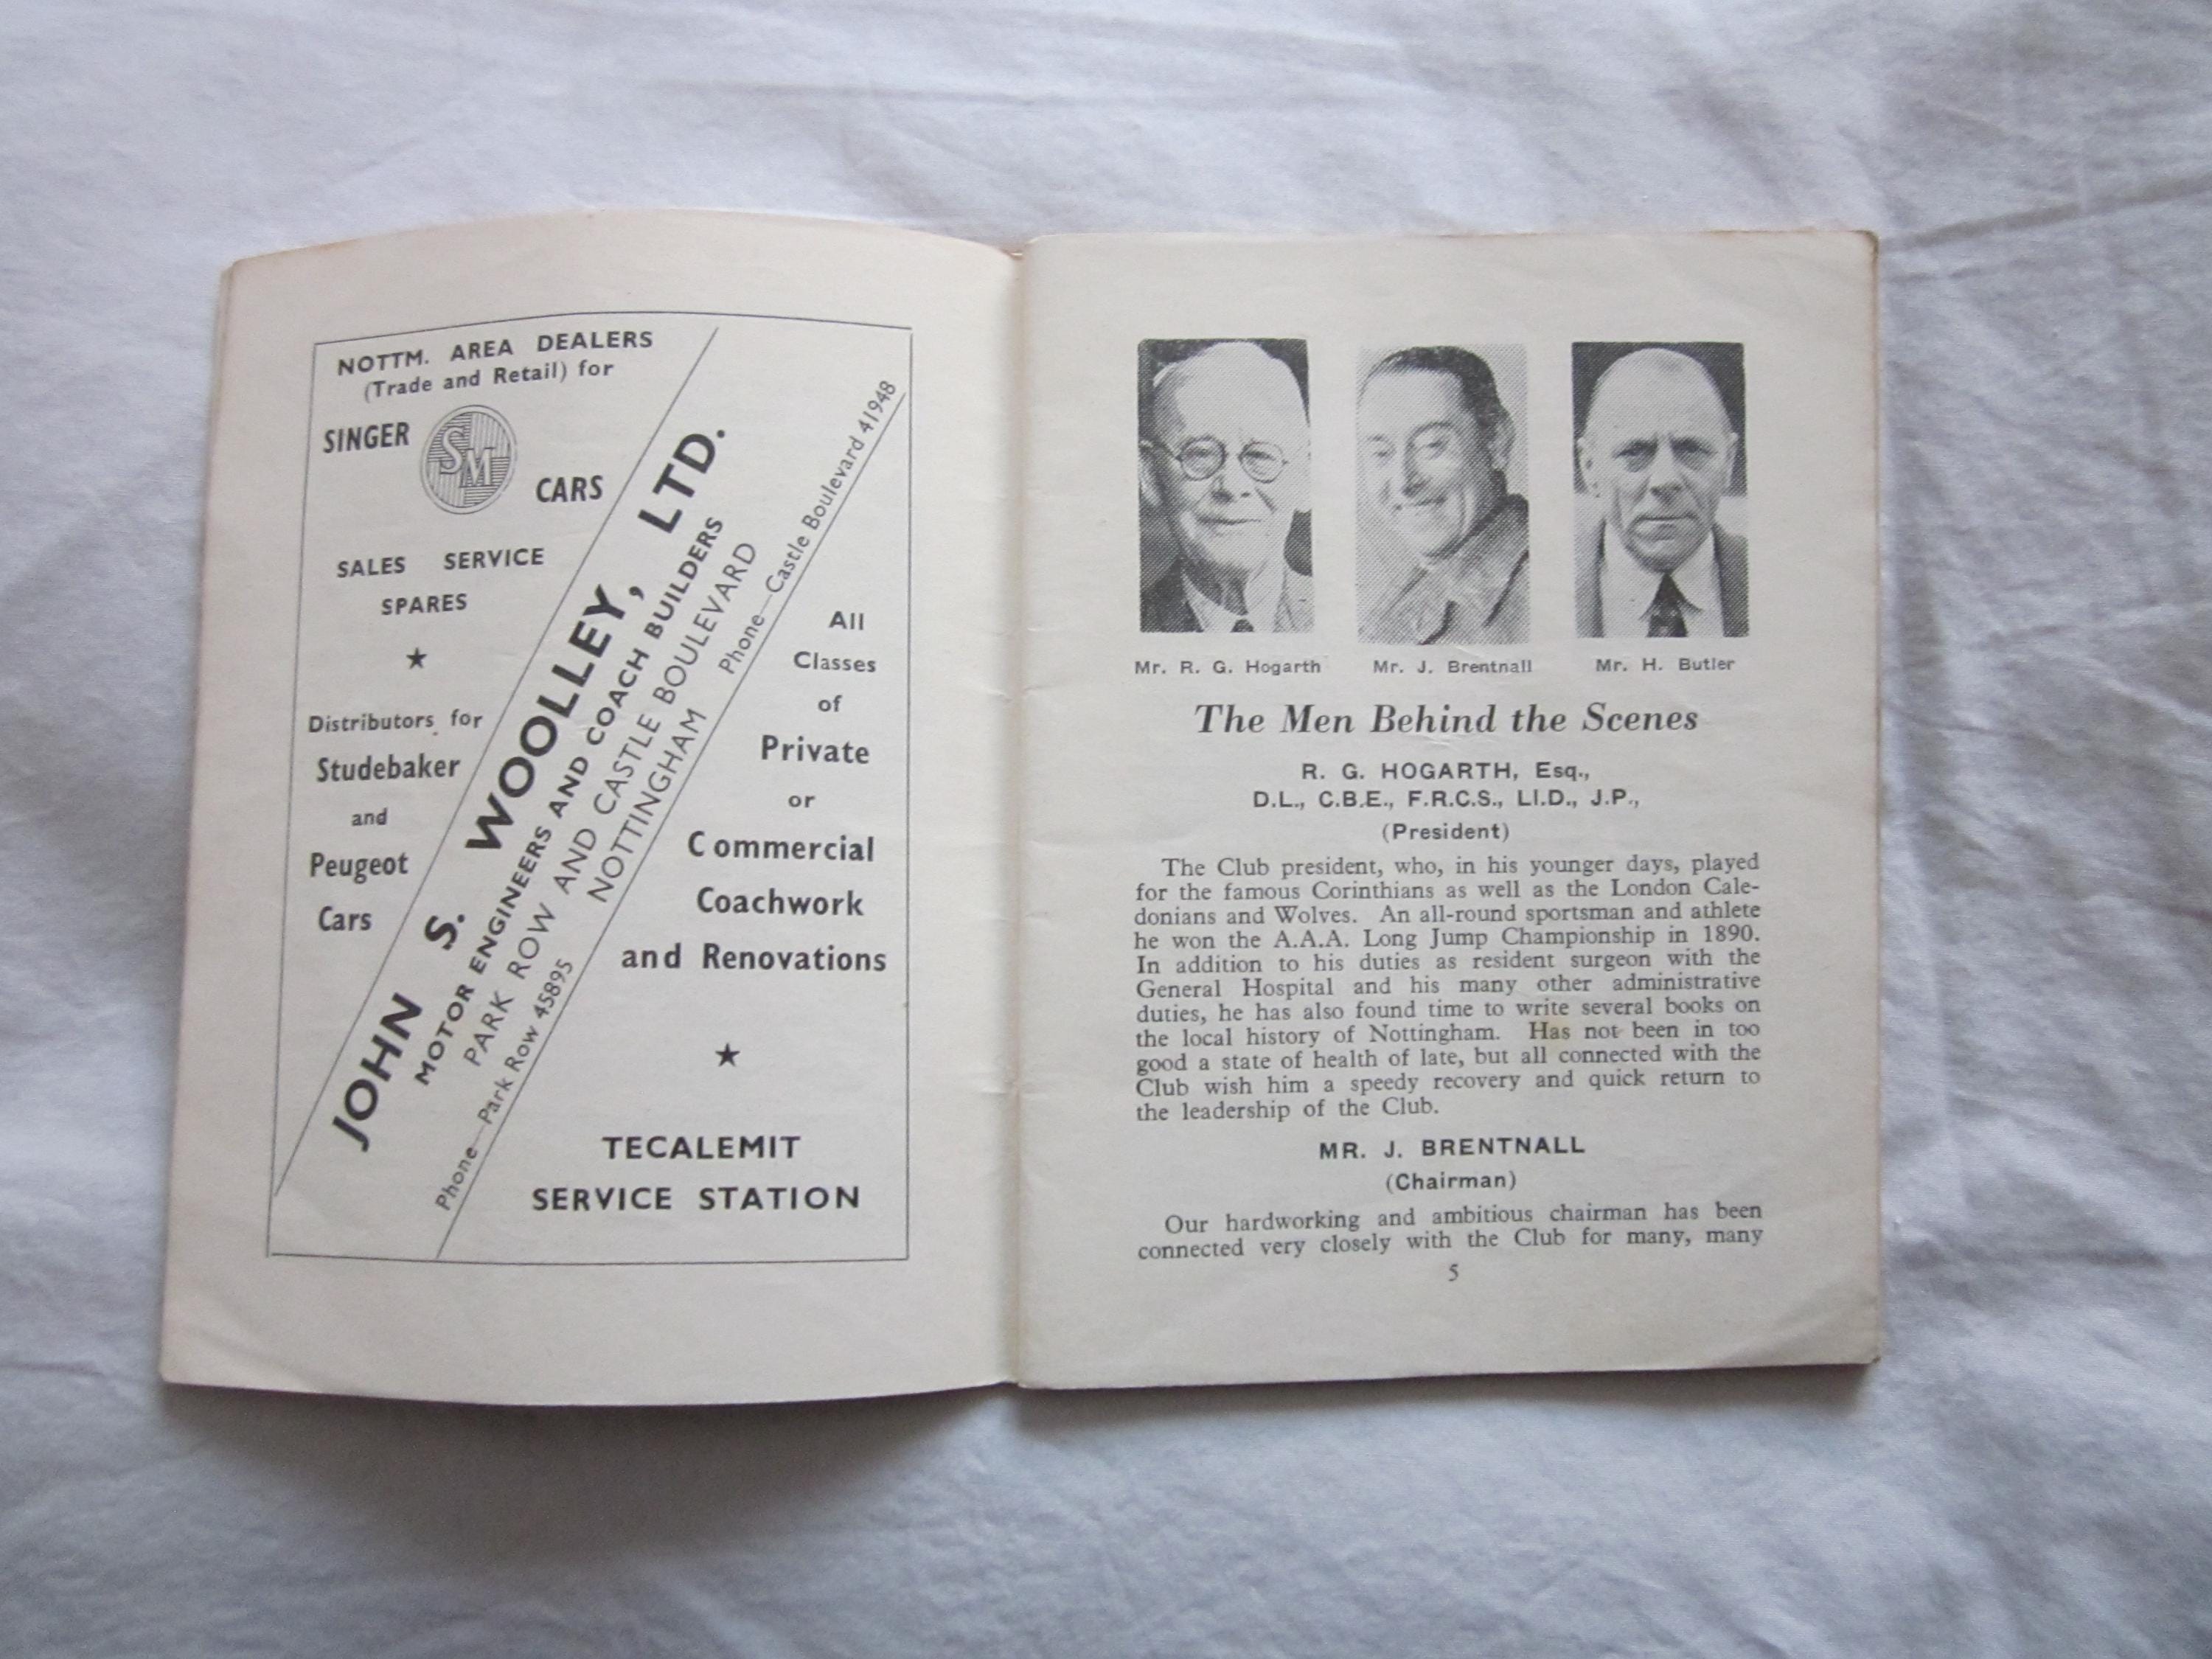 NOTTM. AREA DEALERS
(Trade and Retail) for
SINGER
SM
CARS
SALES SERVICE
SPARES
★
Distributors for
Studebaker
and
Peugeot
Cars
JOHN S. WOOLLEY, LTD.
MOTOR ENGINEERS AND COACH BUILDERS
PARK ROW AND CASTLE BOULEVARD
NOTTINGHAM
Phone—Park Row 45895
Phone—Castle Boulevard 41948
All
Classes
of
Private
or
Commercial
Coachwork
and Renovations
★
TECALEMIT
SERVICE STATION
Mr. R. G. Hogarth
Mr. J. Brentnall
Mr. H. Butler
The Men Behind the Scenes
R. G. HOGARTH, Esq.,
D.L., C.B.E., F.R.C.S., Ll.D., J.P.,
(President)
The Club president, who, in his younger days, played
for the famous Corinthians as well as the London Cale-
donians and Wolves. An all-round sportsman and athlete
he won the A.A.A. Long Jump Championship in 1890.
In addition to his duties as resident surgeon with the
General Hospital and his many other administrative
duties, he has also found time to write several books on
the local history of Nottingham. Has not been in too
good a state of health of late, but all connected with the
Club wish him a speedy recovery and quick return to
the leadership of the Club.
MR. J. BRENTNALL
(Chairman)
Our hardworking and ambitious chairman has been
connected very closely with the Club for many, many
5